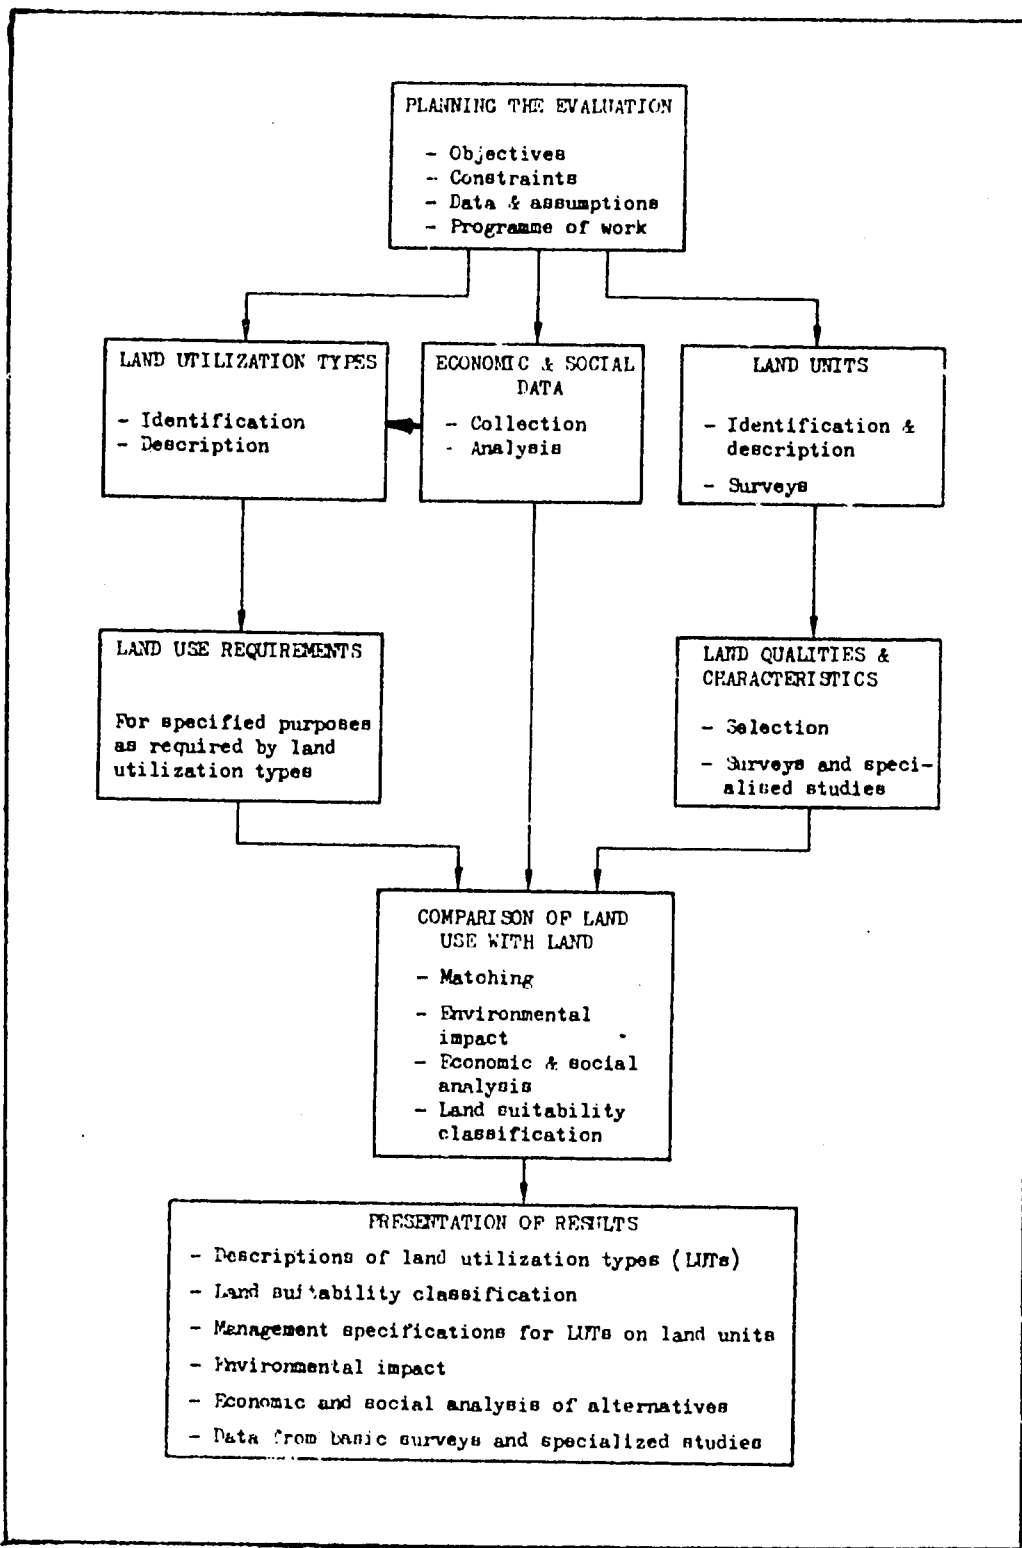 PLANNING THE EVALUATION
- Objectives
- Constraints
- Data & assumptions
- Programme of work
LAND UTILIZATION TYPES
- Identification
- Description
ECONOMIC & SOCIAL
DATA
- Collection
- Analysis
LAND UNITS
- Identification &
description
- Surveys
LAND USE REQUIREMENTS
For specified purposes
as required by land
utilization types
LAND QUALITIES &
CHARACTERISTICS
- Selection
- Surveys and speci-
alised studies
COMPARISON OF LAND
USE WITH LAND
- Matching
- Environmental
impact
- Economic & social
analysis
- Land suitability
classification
PRESENTATION OF RESULTS
- Descriptions of land utilization types (LUTs)
- Land suitability classification
- Management specifications for LUTs on land units
- Environmental impact
- Economic and social analysis of alternatives
- Data from basic surveys and specialized studies